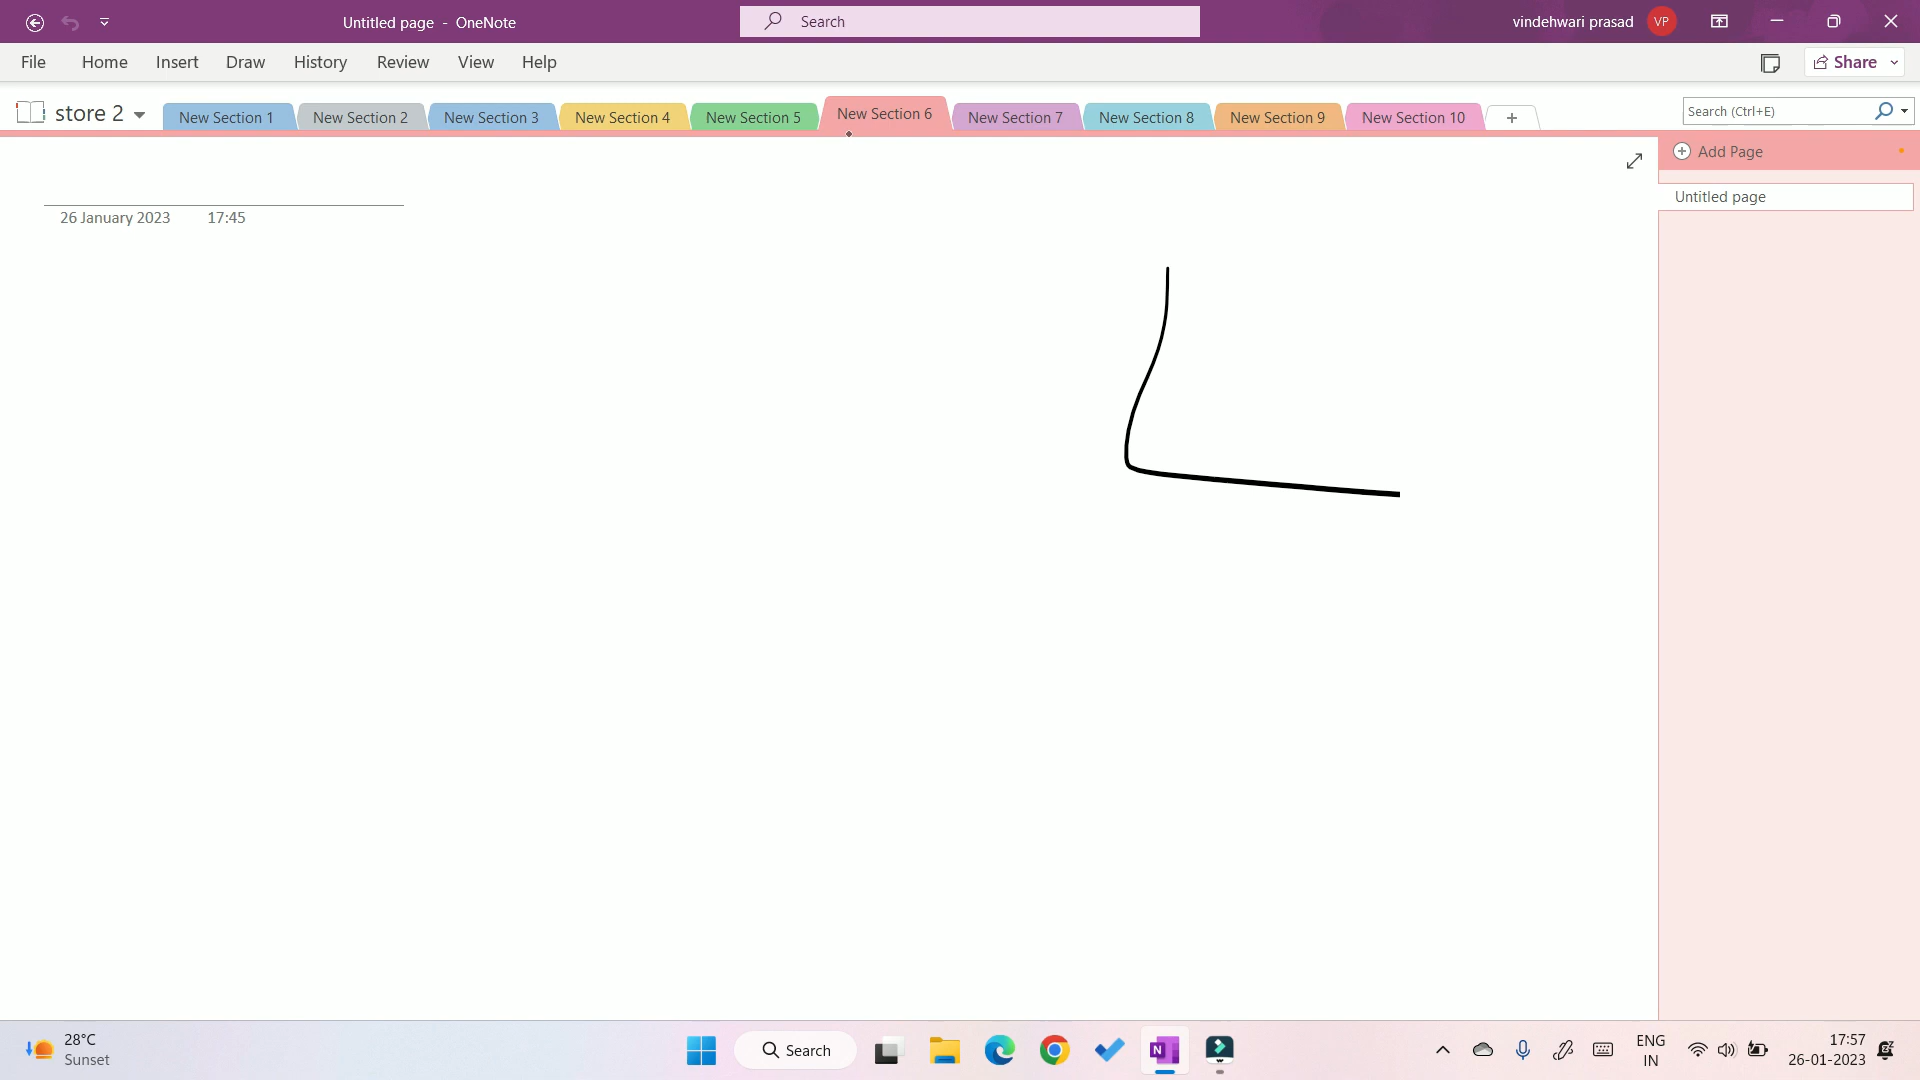 Untitled page - OneNote
Search
vindehwari prasad
VP
File Home Insert Draw History Review View Help
Share
store 2
New Section 1
New Section 2
New Section 3
New Section 4
New Section 5
New Section 6
New Section 7
New Section 8
New Section 9
New Section 10
+
Search (Ctrl+E)
Add Page
Untitled page
26 January 2023 17:45
28°C
Sunset
Search
N
ENG
IN
17:57
26-01-2023